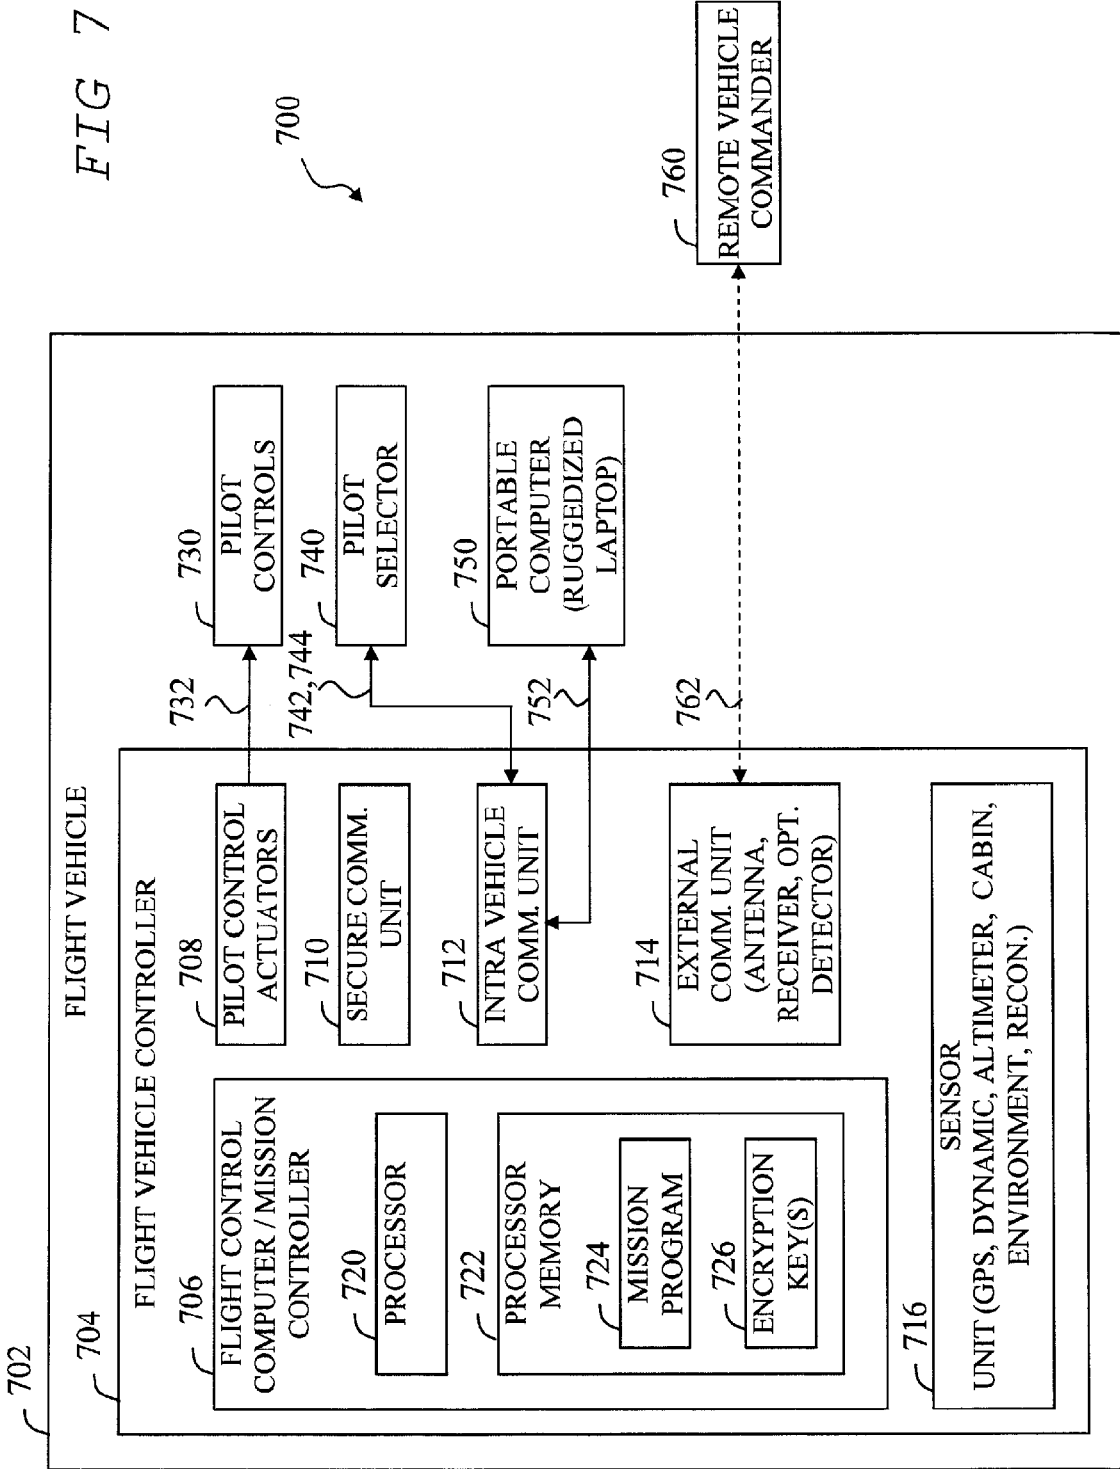 FIG 7
700
702
FLIGHT VEHICLE
704
FLIGHT VEHICLE CONTROLLER
706
FLIGHT CONTROL
COMPUTER / MISSION
CONTROLLER
720
PROCESSOR
722
PROCESSOR
MEMORY
724
MISSION
PROGRAM
726
ENCRYPTION
KEY(S)
708
PILOT CONTROL
ACTUATORS
710
SECURE COMM.
UNIT
712
INTRA VEHICLE
COMM. UNIT
714
EXTERNAL
COMM. UNIT
(ANTENNA,
RECEIVER, OPT.
DETECTOR)
716
SENSOR
UNIT (GPS, DYNAMIC, ALTIMETER, CABIN,
ENVIRONMENT, RECON.)
732
730
PILOT
CONTROLS
742,744
740
PILOT
SELECTOR
752
750
PORTABLE
COMPUTER
(RUGGEDIZED
LAPTOP)
762
760
REMOTE VEHICLE
COMMANDER